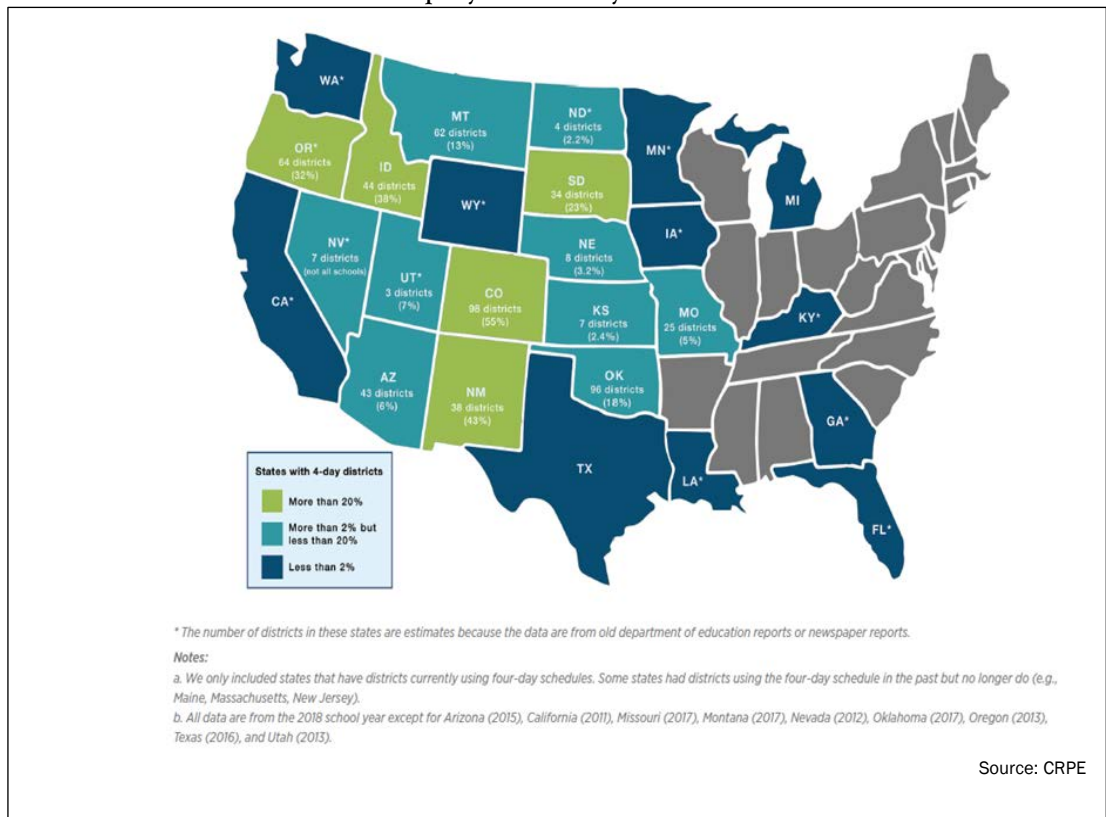 WA*
MT
62 districts
(13%)
ND*
4 districts
(2.2%)
MN*
OR*
64 districts
(32%)
ID
44 districts
(38%)
SD
34 districts
(23%)
MI
WY*
IA*
NV*
7 districts
(not all schools)
NE
8 districts
(3.2%)
UT*
3 districts
(7%)
CO
98 districts
(55%)
CA*
KS
7 districts
(2.4%)
MO
25 districts
(5%)
KY*
AZ
43 districts
(6%)
NM
38 districts
(43%)
OK
96 districts
(18%)
GA*
TX
LA*
FL*
States with 4-day districts
More than 20%
More than 2% but
less than 20%
Less than 2%
* The number of districts in these states are estimates because the data are from old department of education reports or newspaper reports.
Notes:
a. We only included states that have districts currently using four-day schedules. Some states had districts using the four-day schedule in the past but no longer do (e.g.,
Maine, Massachusetts, New Jersey).
b. All data are from the 2018 school year except for Arizona (2015), California (2011), Missouri (2017), Montana (2017), Nevada (2012), Oklahoma (2017), Oregon (2013),
Texas (2016), and Utah (2013).
Source: CRPE